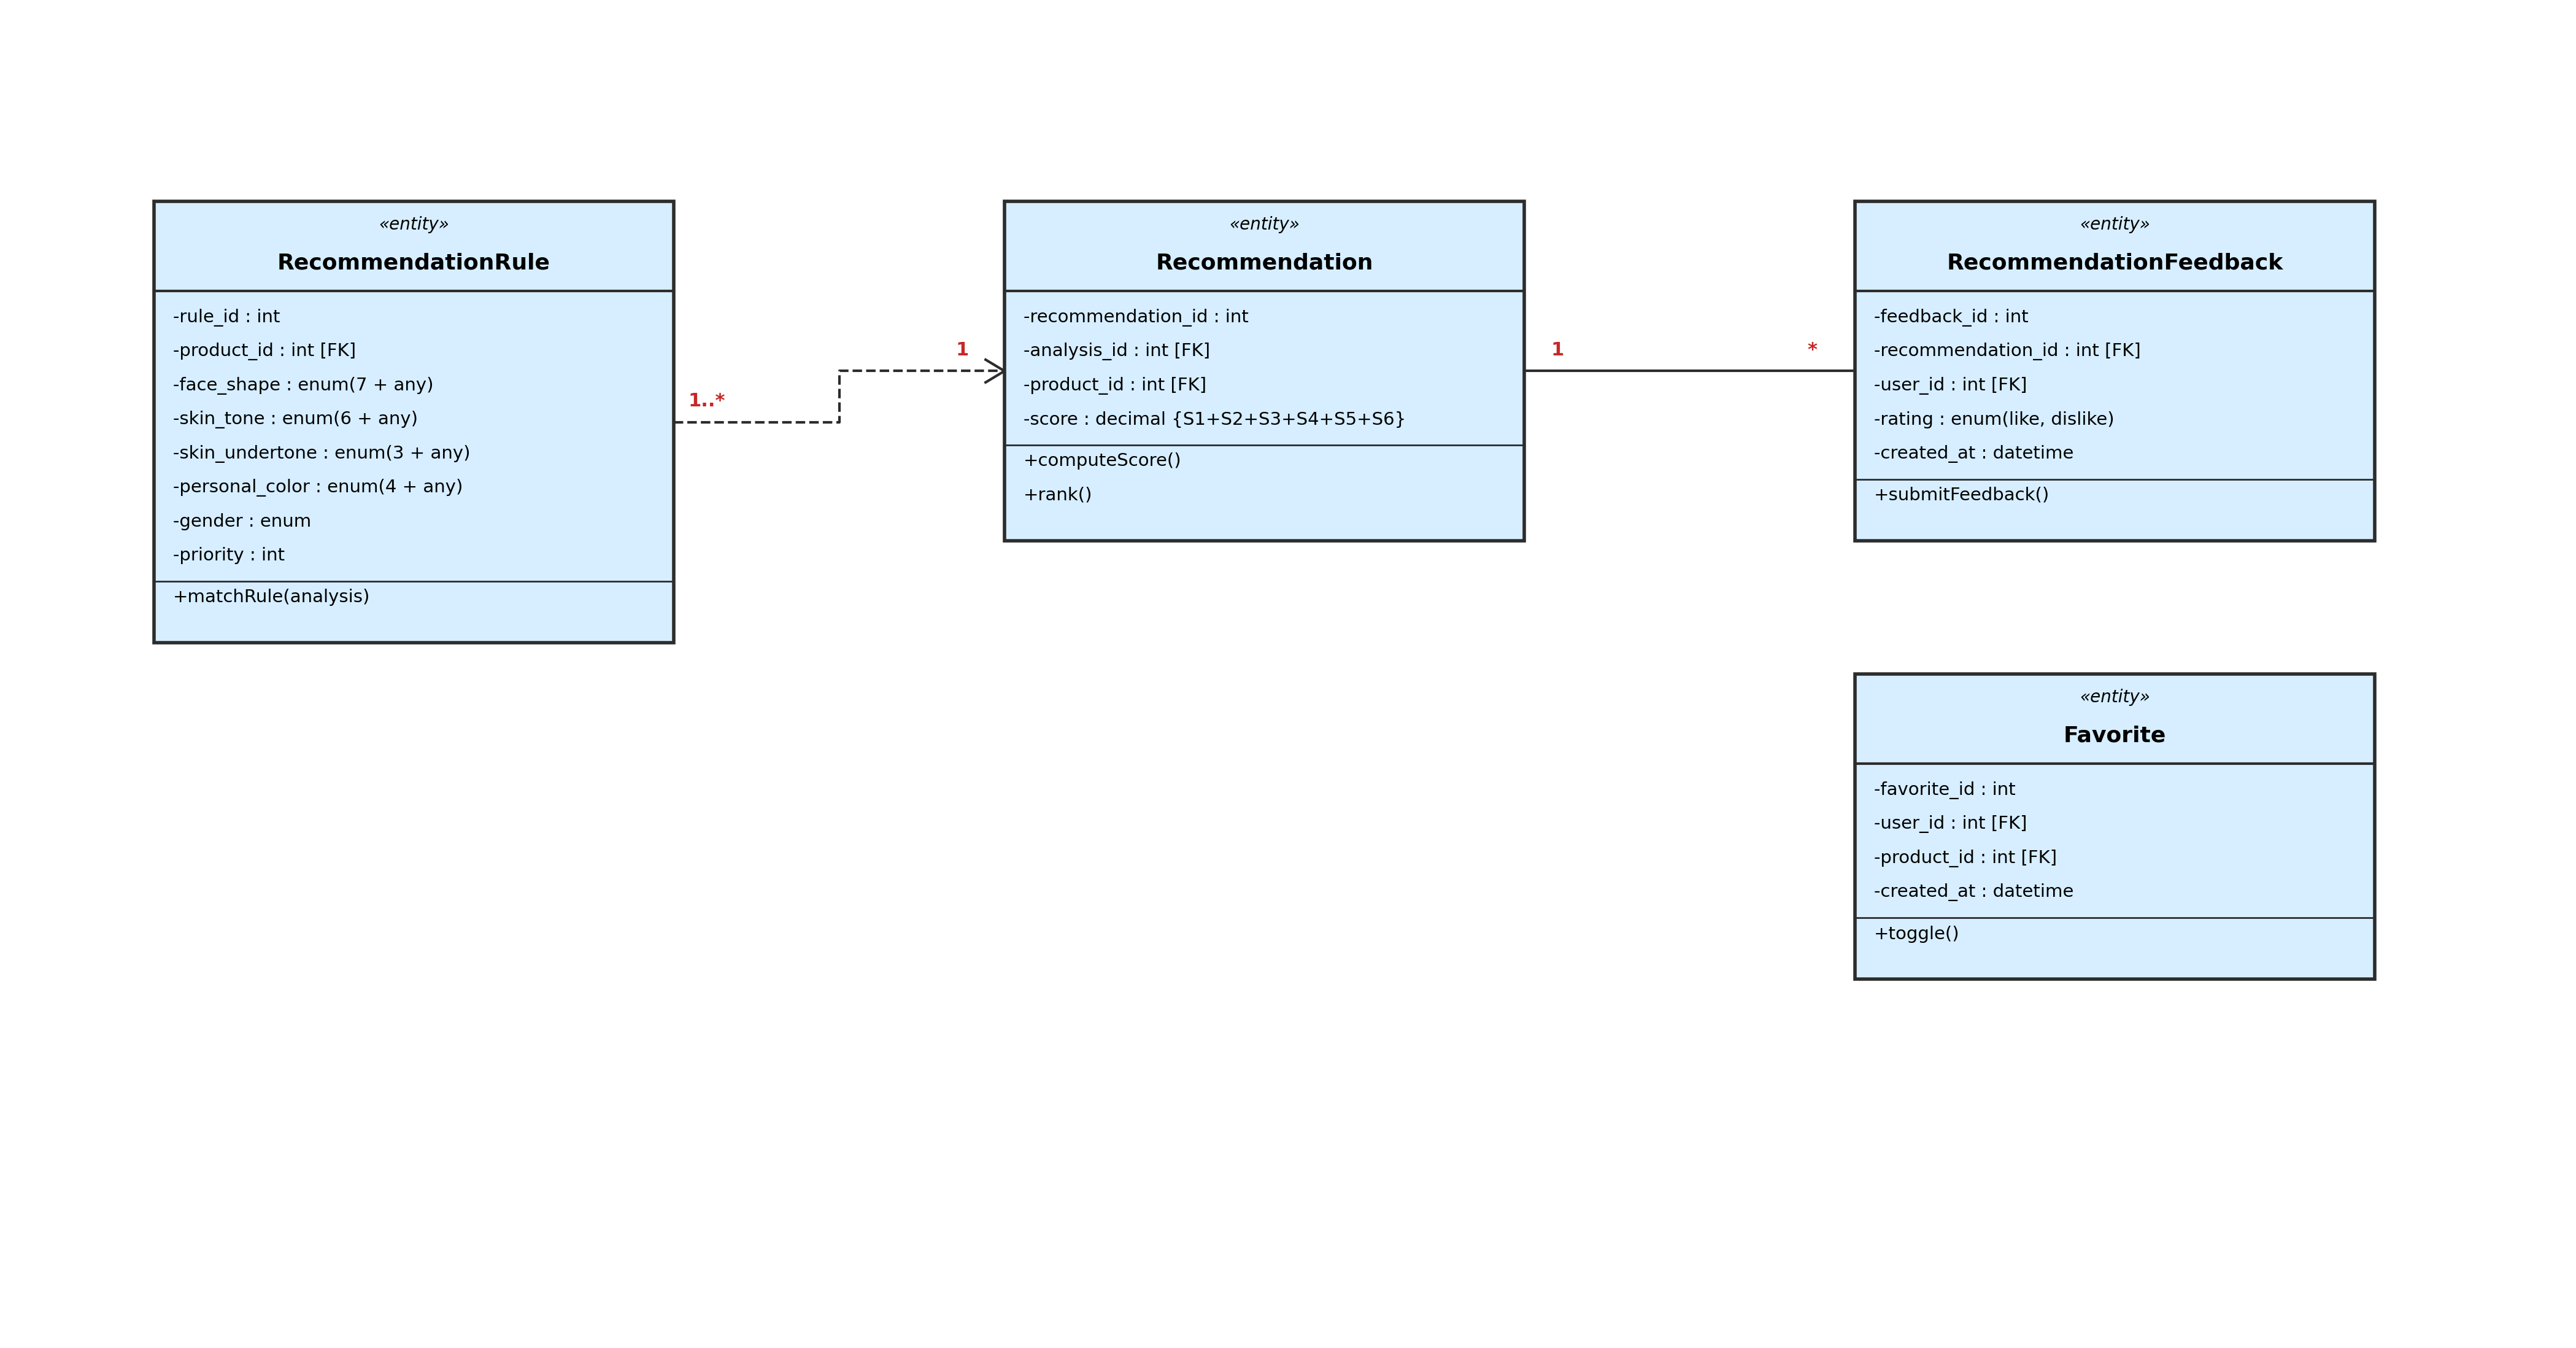 «entity»
RecommendationRule
-rule_id : int
-product_id : int [FK]
-face_shape : enum(7 + any)
-skin_tone : enum(6 + any)
-skin_undertone : enum(3 + any)
-personal_color : enum(4 + any)
-gender : enum
-priority : int
+matchRule(analysis)
1..*
1
«entity»
Recommendation
-recommendation_id : int
-analysis_id : int [FK]
-product_id : int [FK]
-score : decimal {S1+S2+S3+S4+S5+S6}
+computeScore()
+rank()
1
*
«entity»
RecommendationFeedback
-feedback_id : int
-recommendation_id : int [FK]
-user_id : int [FK]
-rating : enum(like, dislike)
-created_at : datetime
+submitFeedback()
«entity»
Favorite
-favorite_id : int
-user_id : int [FK]
-product_id : int [FK]
-created_at : datetime
+toggle()